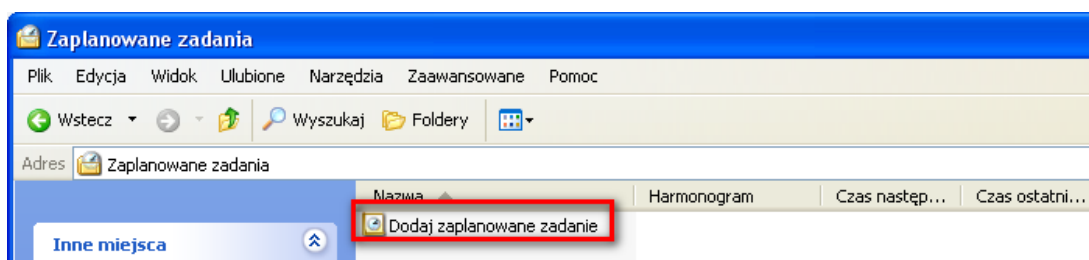 Zaplanowane zadania
Plik Edycja Widok Ulubione Narzędzia Zaawansowane Pomoc
Wstecz Wyszukaj Foldery
Adres Zaplanowane zadania
Nazwa Harmonogram Czas następ... Czas ostatni...
Dodaj zaplanowane zadanie
Inne miejsca